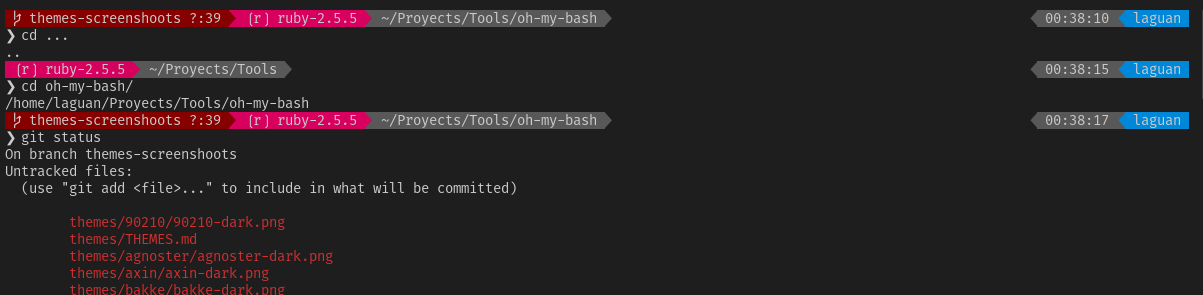 themes-screenshoots ?:39 (r) ruby-2.5.5 ~/Proyects/Tools/oh-my-bash 00:38:10 laguan
❯ cd ...
..
(r) ruby-2.5.5 ~/Proyects/Tools 00:38:15 laguan
❯ cd oh-my-bash/
/home/laguan/Proyects/Tools/oh-my-bash
themes-screenshoots ?:39 (r) ruby-2.5.5 ~/Proyects/Tools/oh-my-bash 00:38:17 laguan
❯ git status
On branch themes-screenshoots
Untracked files:
(use "git add <file>..." to include in what will be committed)
themes/90210/90210-dark.png
themes/THEMES.md
themes/agnoster/agnoster-dark.png
themes/axin/axin-dark.png
themes/bakke/bakke-dark.png